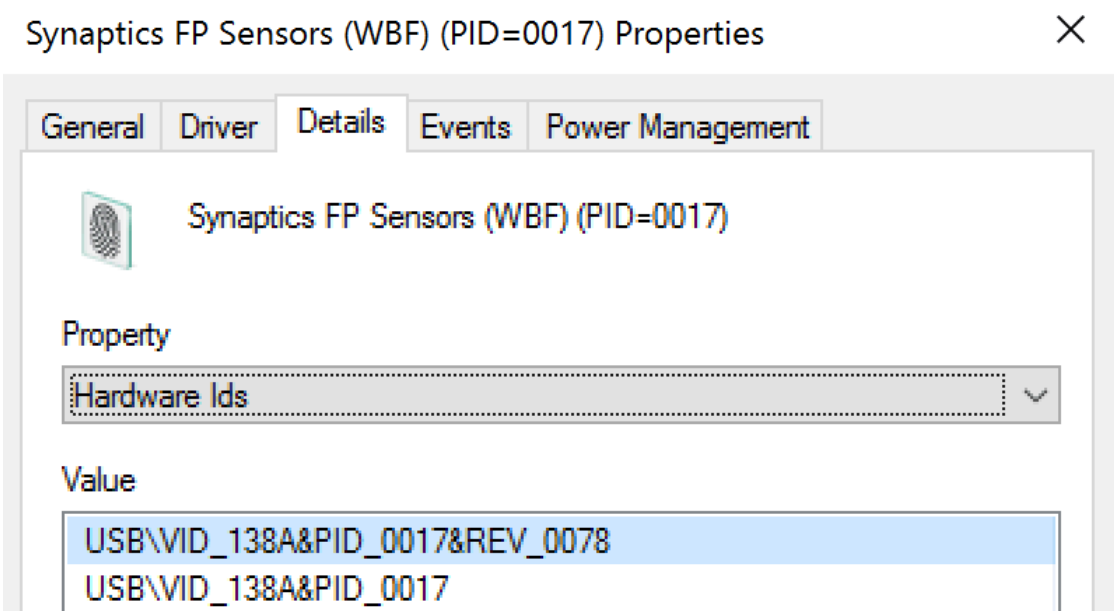 Synaptics FP Sensors (WBF) (PID=0017) Properties
General Driver Details Events Power Management
Synaptics FP Sensors (WBF) (PID=0017)
Property
Hardware Ids
Value
USB\VID_138A&PID_0017&REV_0078
USB\VID_138A&PID_0017